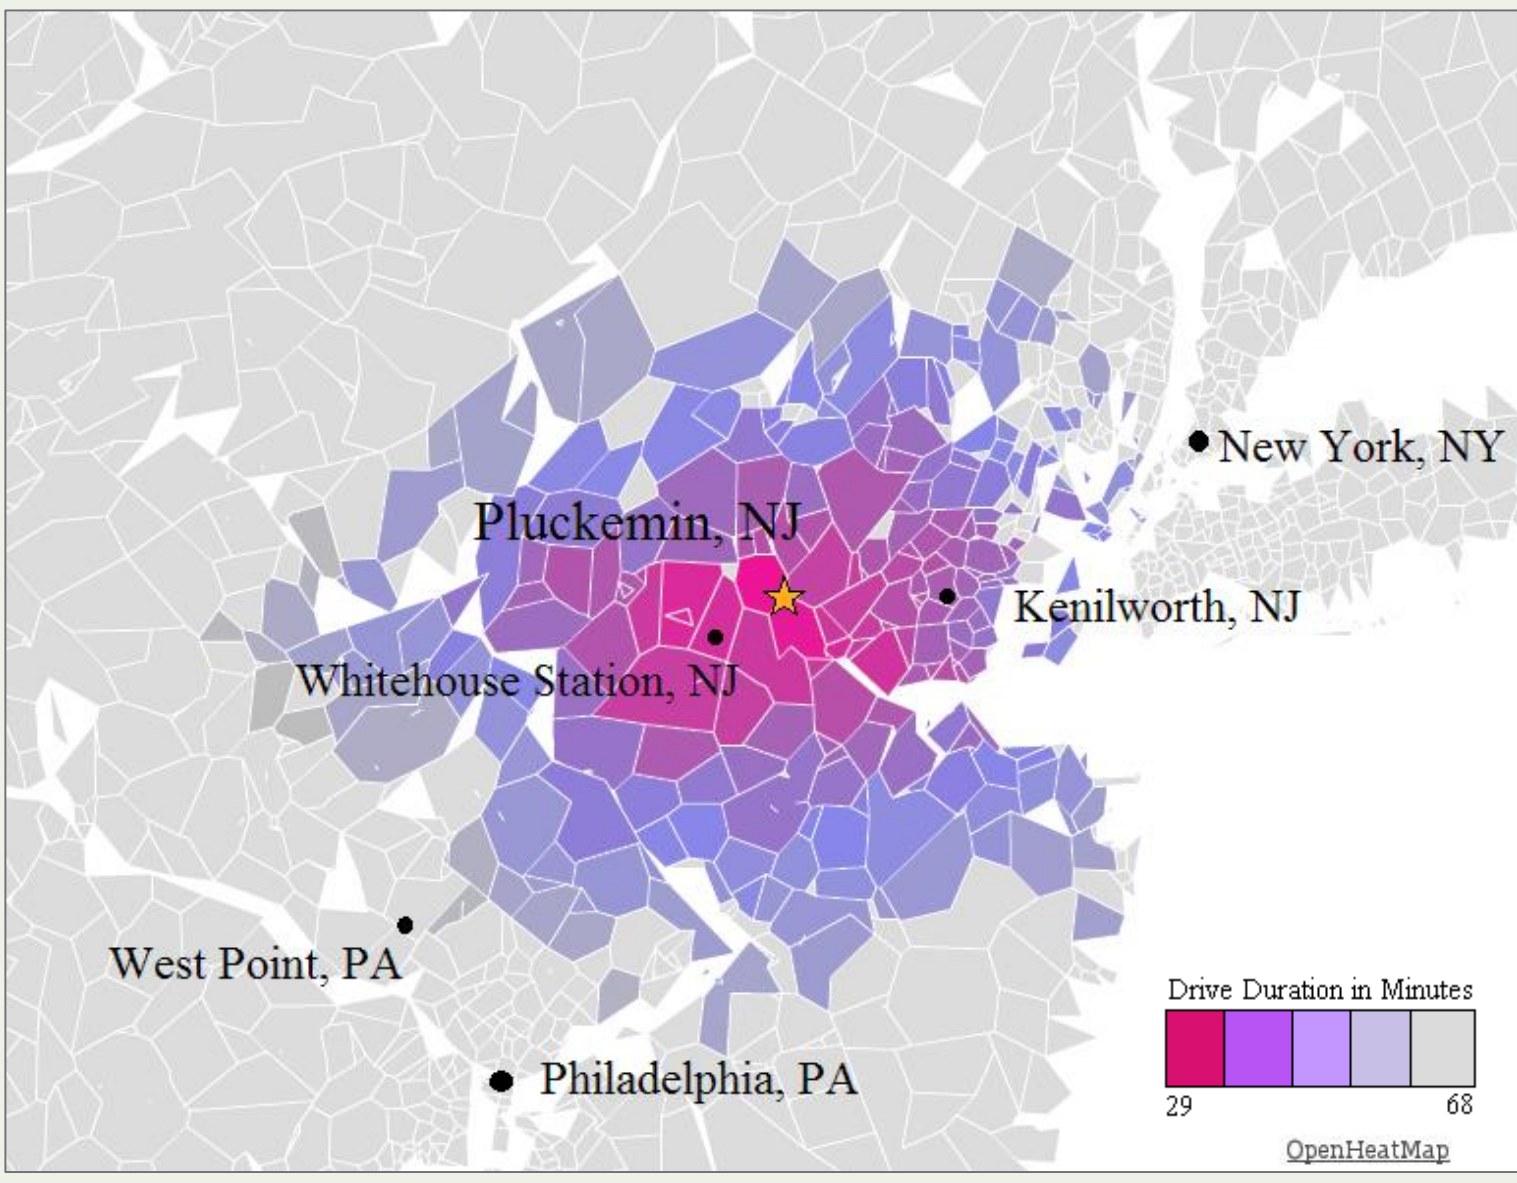 New York, NY
Pluckemin, NJ
Kenilworth, NJ
Whitehouse Station, NJ
West Point, PA
Philadelphia, PA
Drive Duration in Minutes
29 68
OpenHeatMap